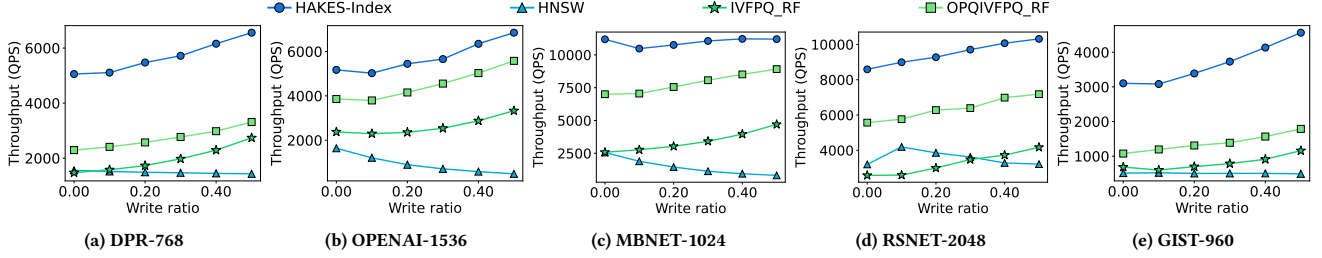 HAKES-Index HNSW IVFPQ_RF OPQIVFPQ_RF
Throughput (QPS)
6000
4000
2000
0.00 0.20 0.40
Write ratio
(a) DPR-768
Throughput (QPS)
6000
4000
2000
0.00 0.20 0.40
Write ratio
(b) OPENAI-1536
Throughput (QPS)
10000
7500
5000
2500
0.00 0.20 0.40
Write ratio
(c) MBNET-1024
Throughput (QPS)
10000
8000
6000
4000
0.00 0.20 0.40
Write ratio
(d) RSNET-2048
Throughput (QPS)
4000
3000
2000
1000
0.00 0.20 0.40
Write ratio
(e) GIST-960